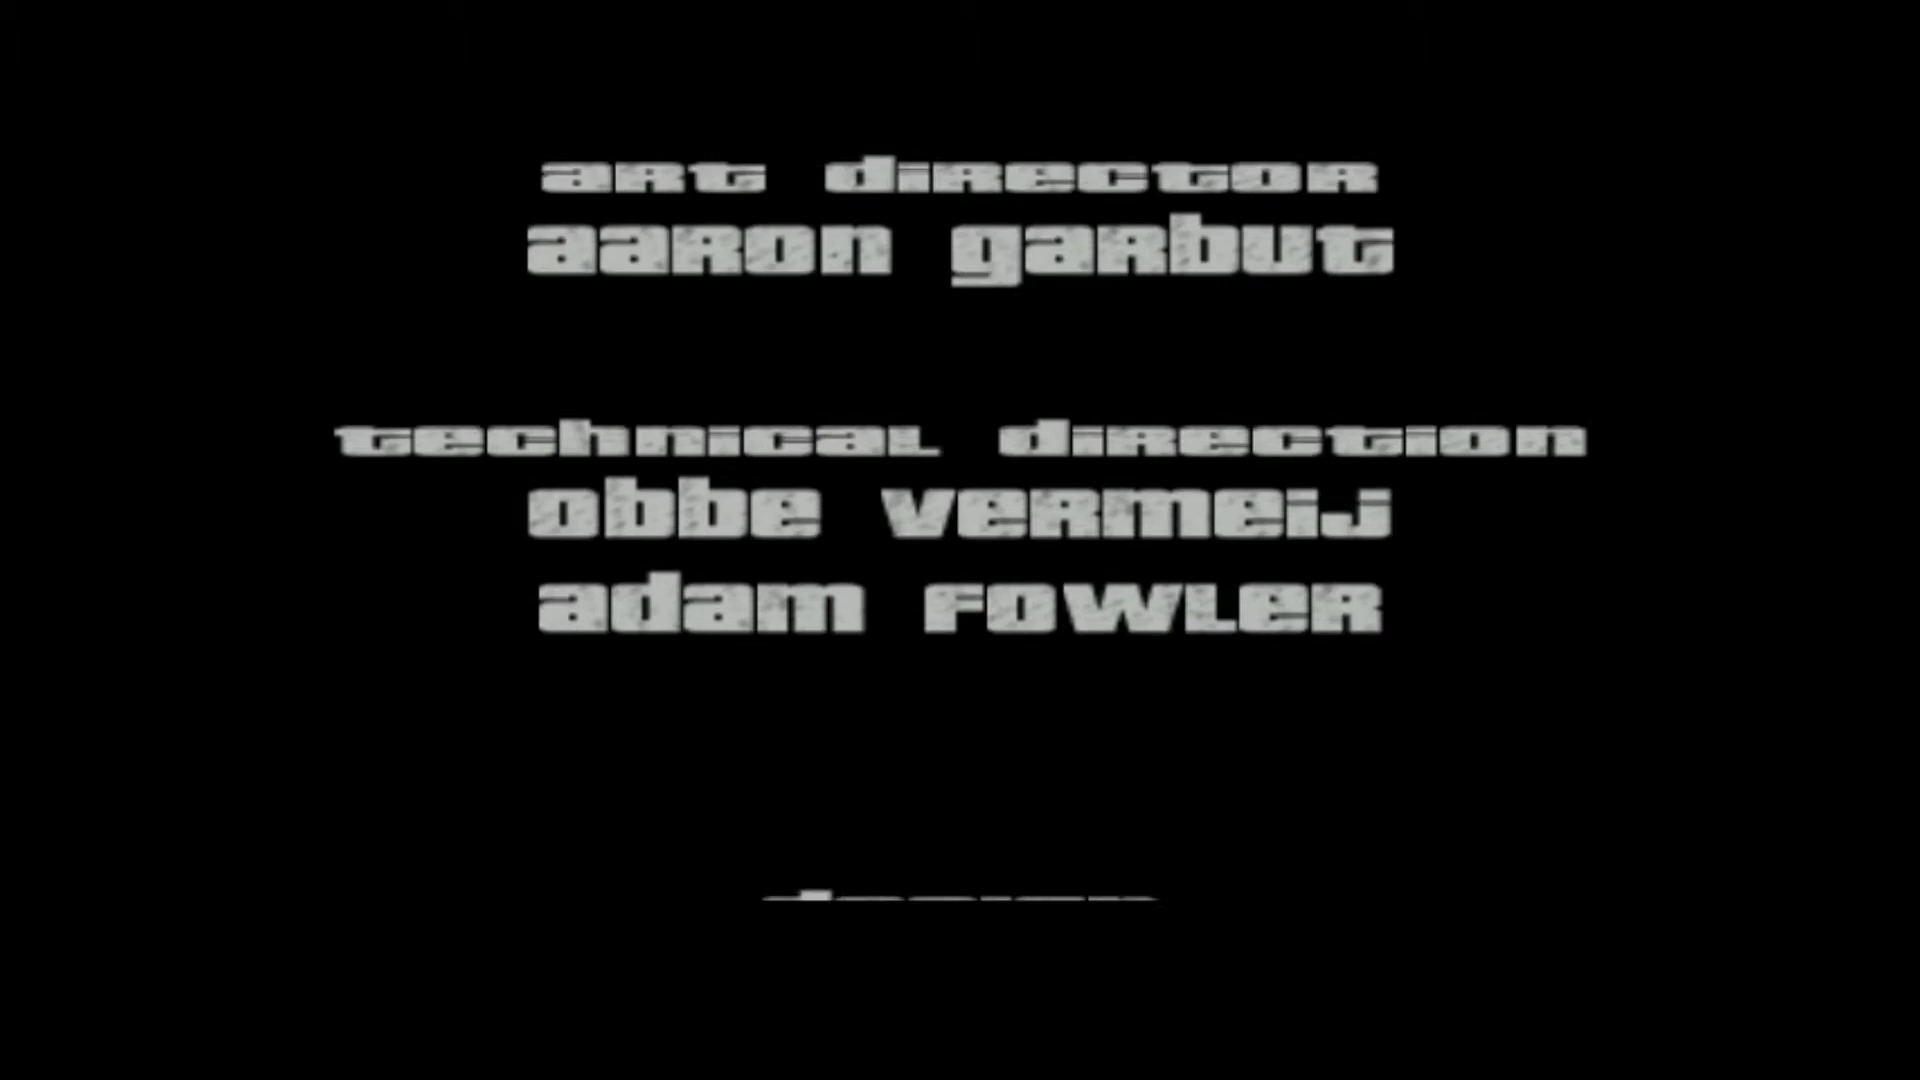 art director
aaron garbut
technical direction
obbe vermeij
adam fowler